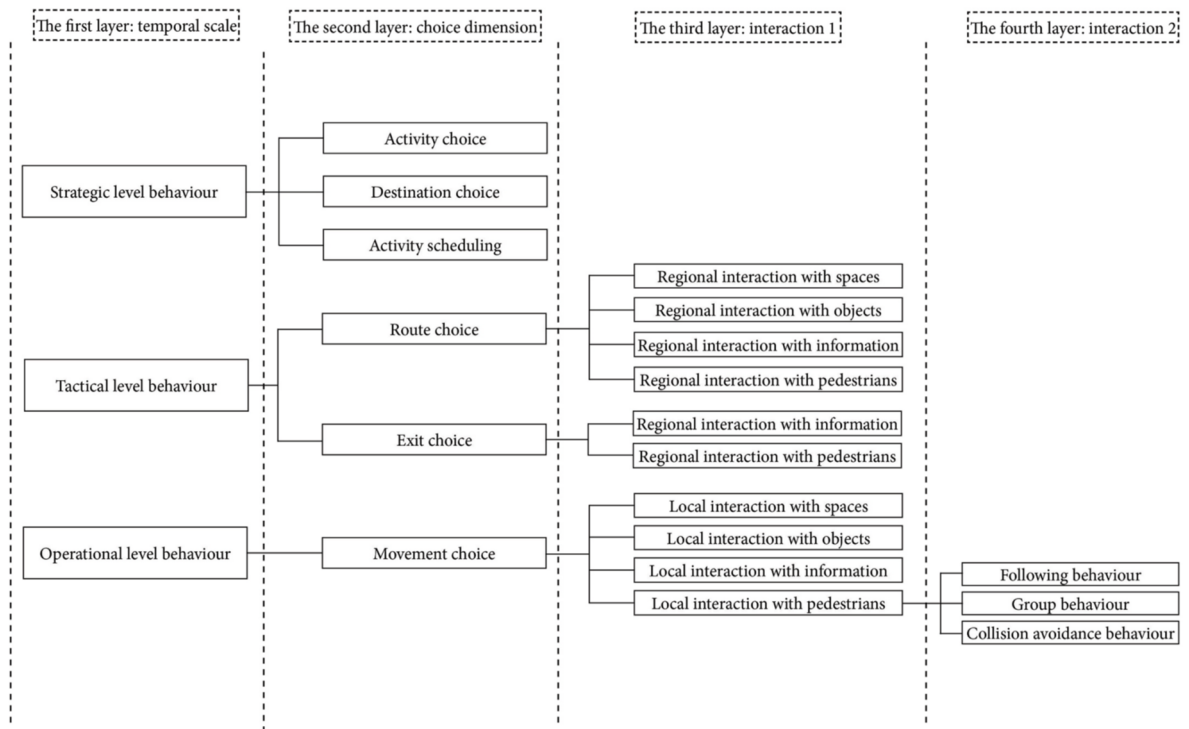 The first layer: temporal scale
The second layer: choice dimension
The third layer: interaction 1
The fourth layer: interaction 2
Strategic level behaviour
Activity choice
Destination choice
Activity scheduling
Tactical level behaviour
Route choice
Regional interaction with spaces
Regional interaction with objects
Regional interaction with information
Regional interaction with pedestrians
Exit choice
Regional interaction with information
Regional interaction with pedestrians
Operational level behaviour
Movement choice
Local interaction with spaces
Local interaction with objects
Local interaction with information
Local interaction with pedestrians
Following behaviour
Group behaviour
Collision avoidance behaviour